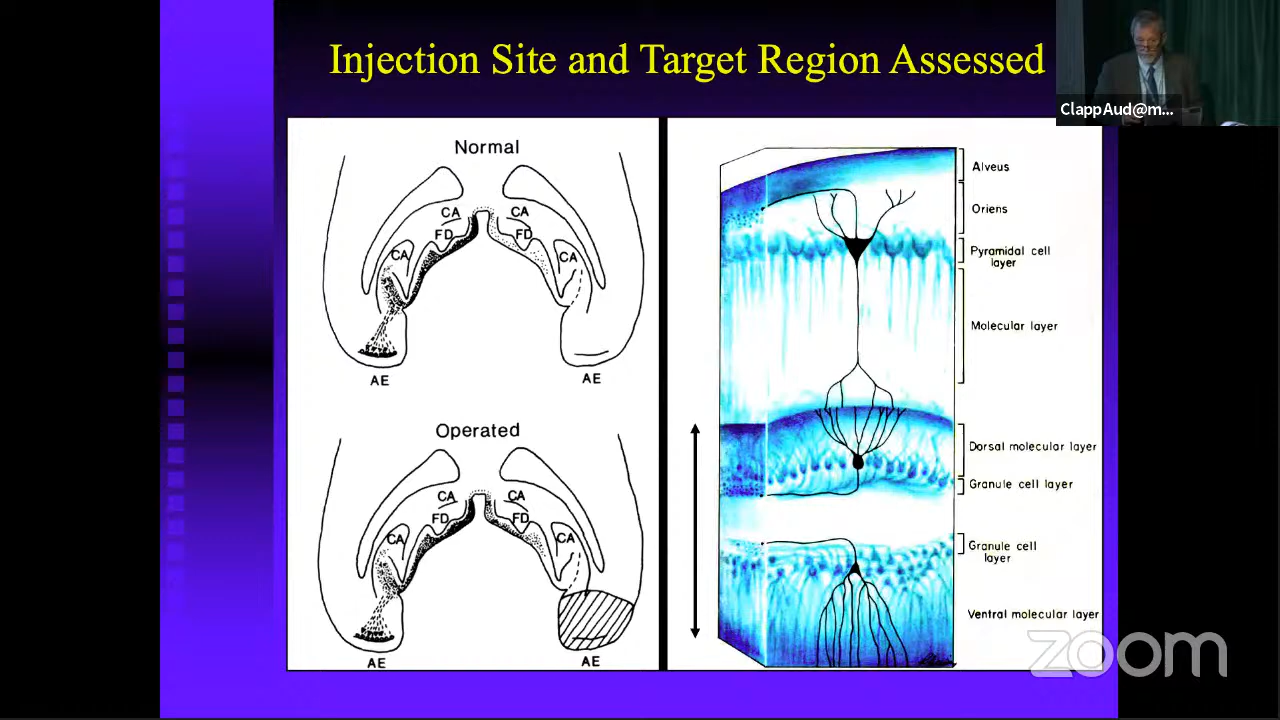 Injection Site and Target Region Assessed
ClappAud@m...
Normal
CA
CA
FD
FD
CA
CA
AE
AE
Operated
CA
CA
FD
FD
CA
CA
AE
AE
Alveus
Oriens
Pyramidal cell
layer
Molecular layer
Dorsal molecular layer
Granule cell layer
Granule cell
layer
Ventral molecular layer
zoom